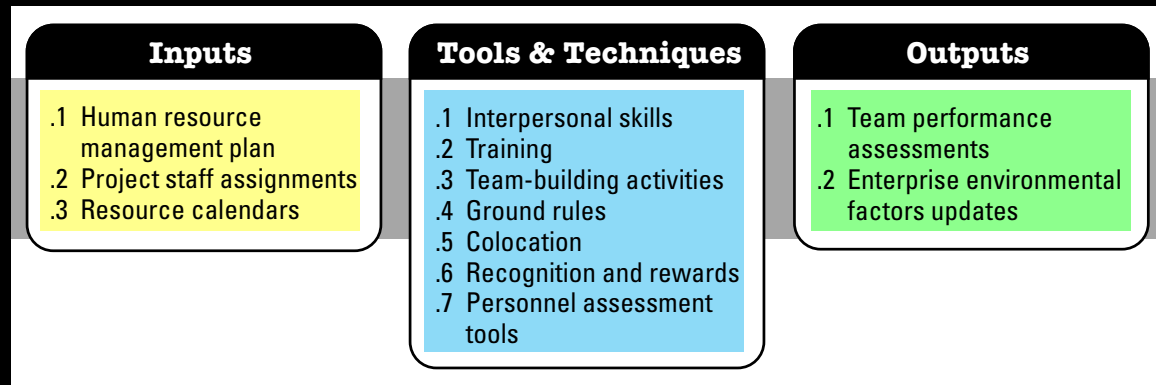 Inputs
.1 Human resource
management plan
.2 Project staff assignments
.3 Resource calendars
Tools & Techniques
.1 Interpersonal skills
.2 Training
.3 Team-building activities
.4 Ground rules
.5 Colocation
.6 Recognition and rewards
.7 Personnel assessment
tools
Outputs
.1 Team performance
assessments
.2 Enterprise environmental
factors updates